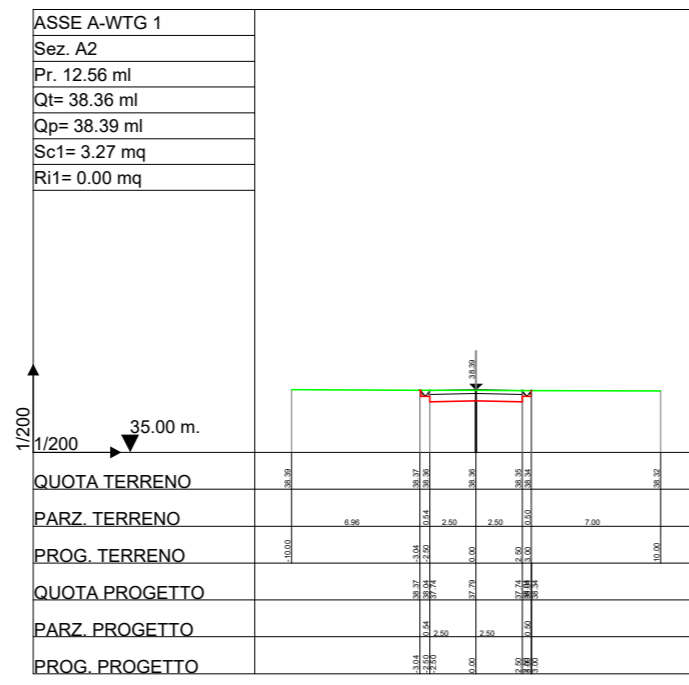 ASSE A-WTG 1
Sez. A2
Pr. 12.56 ml
Qt= 38.36 ml
Qp= 38.39 ml
Sc1= 3.27 mq
Ri1= 0.00 mq
38.39
1/200
1/200
35.00 m.
QUOTA TERRENO 38.39 38.37 38.36 38.36 38.35 38.34 38.32
PARZ. TERRENO 6.96 0.54 2.50 2.50 0.50 7.00
PROG. TERRENO -10.00 -3.04 -2.50 0.00 2.50 3.00 10.00
QUOTA PROGETTO 38.37 38.04 37.74 37.79 37.74 38.34
PARZ. PROGETTO 0.54 2.50 2.50 0.50
PROG. PROGETTO -3.04 -2.50 -2.50 0.00 2.50 3.00